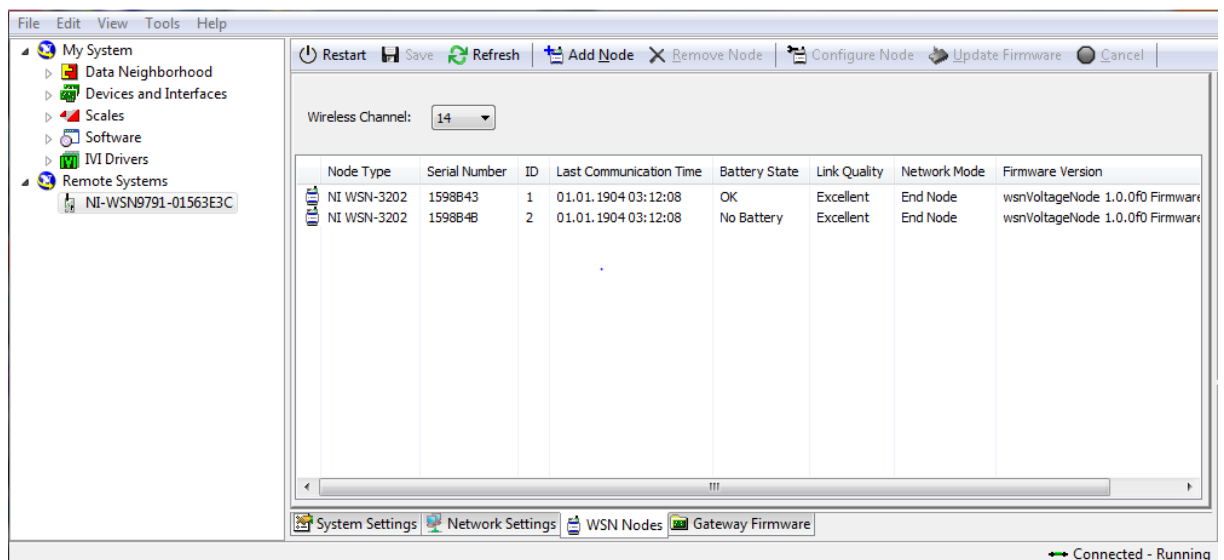 File Edit View Tools Help
My System
Data Neighborhood
Devices and Interfaces
Scales
Software
IVI Drivers
Remote Systems
NI-WSN9791-01563E3C
Restart Save Refresh Add Node Remove Node Configure Node Update Firmware Cancel
Wireless Channel: 14
Node Type Serial Number ID Last Communication Time Battery State Link Quality Network Mode Firmware Version
NI WSN-3202 1598B43 1 01.01.1904 03:12:08 OK Excellent End Node wsnVoltageNode 1.0.0f0 Firmware
NI WSN-3202 1598B4B 2 01.01.1904 03:12:08 No Battery Excellent End Node wsnVoltageNode 1.0.0f0 Firmware
System Settings Network Settings WSN Nodes Gateway Firmware
Connected - Running